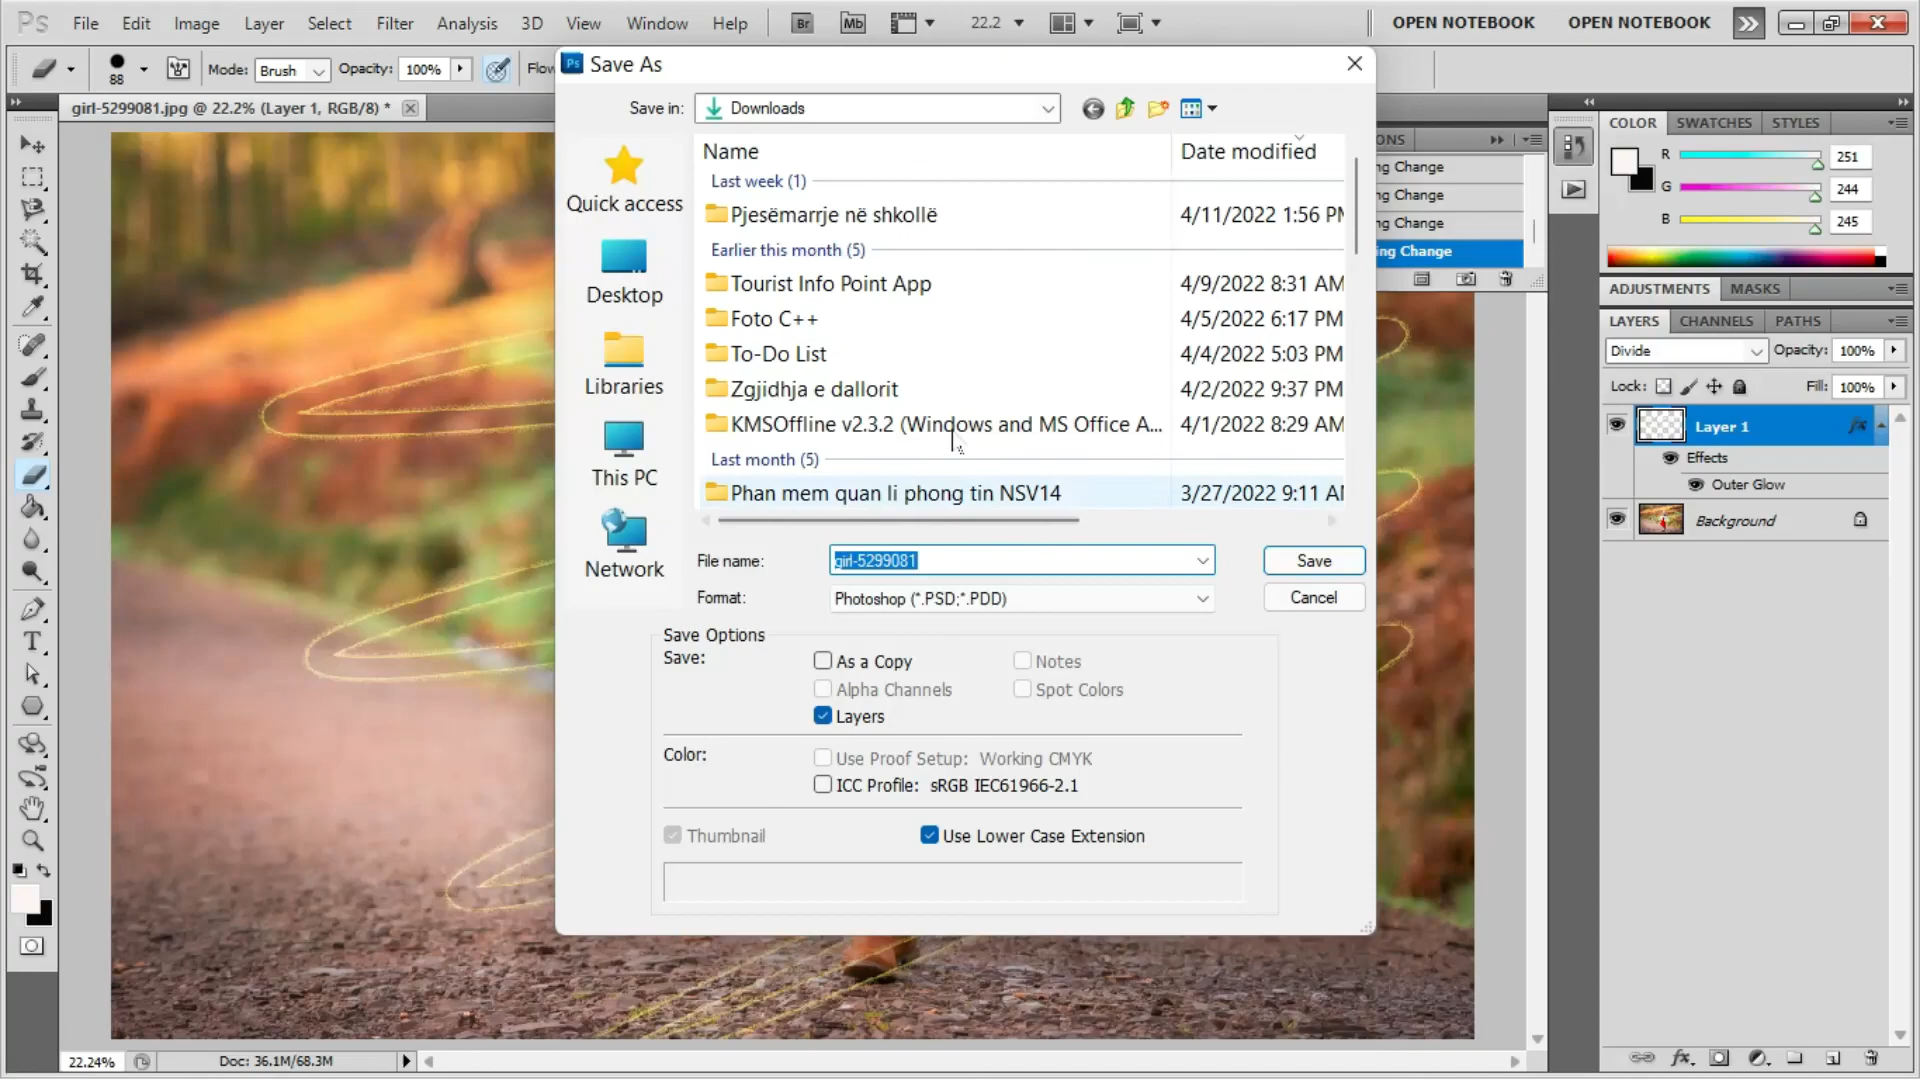 Ps File Edit Image Layer Select Filter Analysis 3D View Window Help Br Mb 22.2 OPEN NOTEBOOK OPEN NOTEBOOK
88 Mode: Brush Opacity: 100% Flow
girl-5299081.jpg @ 22.2% (Layer 1, RGB/8) *
Ps Save As
Save in: Downloads
Quick access
Desktop
Libraries
This PC
Network
Name Date modified
Last week (1)
Pjesëmarrje në shkollë 4/11/2022 1:56 PM
Earlier this month (5)
Tourist Info Point App 4/9/2022 8:31 AM
Foto C++ 4/5/2022 6:17 PM
To-Do List 4/4/2022 5:03 PM
Zgjidhja e dallorit 4/2/2022 9:37 PM
KMSOffline v2.3.2 (Windows and MS Office A... 4/1/2022 8:29 AM
Last month (5)
Phan mem quan li phong tin NSV14 3/27/2022 9:11 AM
File name: girl-5299081 Save
Format: Photoshop (*.PSD;*.PDD) Cancel
Save Options
Save: As a Copy Notes
Alpha Channels Spot Colors
Layers
Color: Use Proof Setup: Working CMYK
ICC Profile: sRGB IEC61966-2.1
Thumbnail Use Lower Case Extension
ONS
ng Change
ng Change
ng Change
ing Change
COLOR SWATCHES STYLES
R 251
G 244
B 245
ADJUSTMENTS MASKS
LAYERS CHANNELS PATHS
Divide Opacity: 100%
Lock: Fill: 100%
Layer 1 fx
Effects
Outer Glow
Background
T
22.24% Doc: 36.1M/68.3M
fx